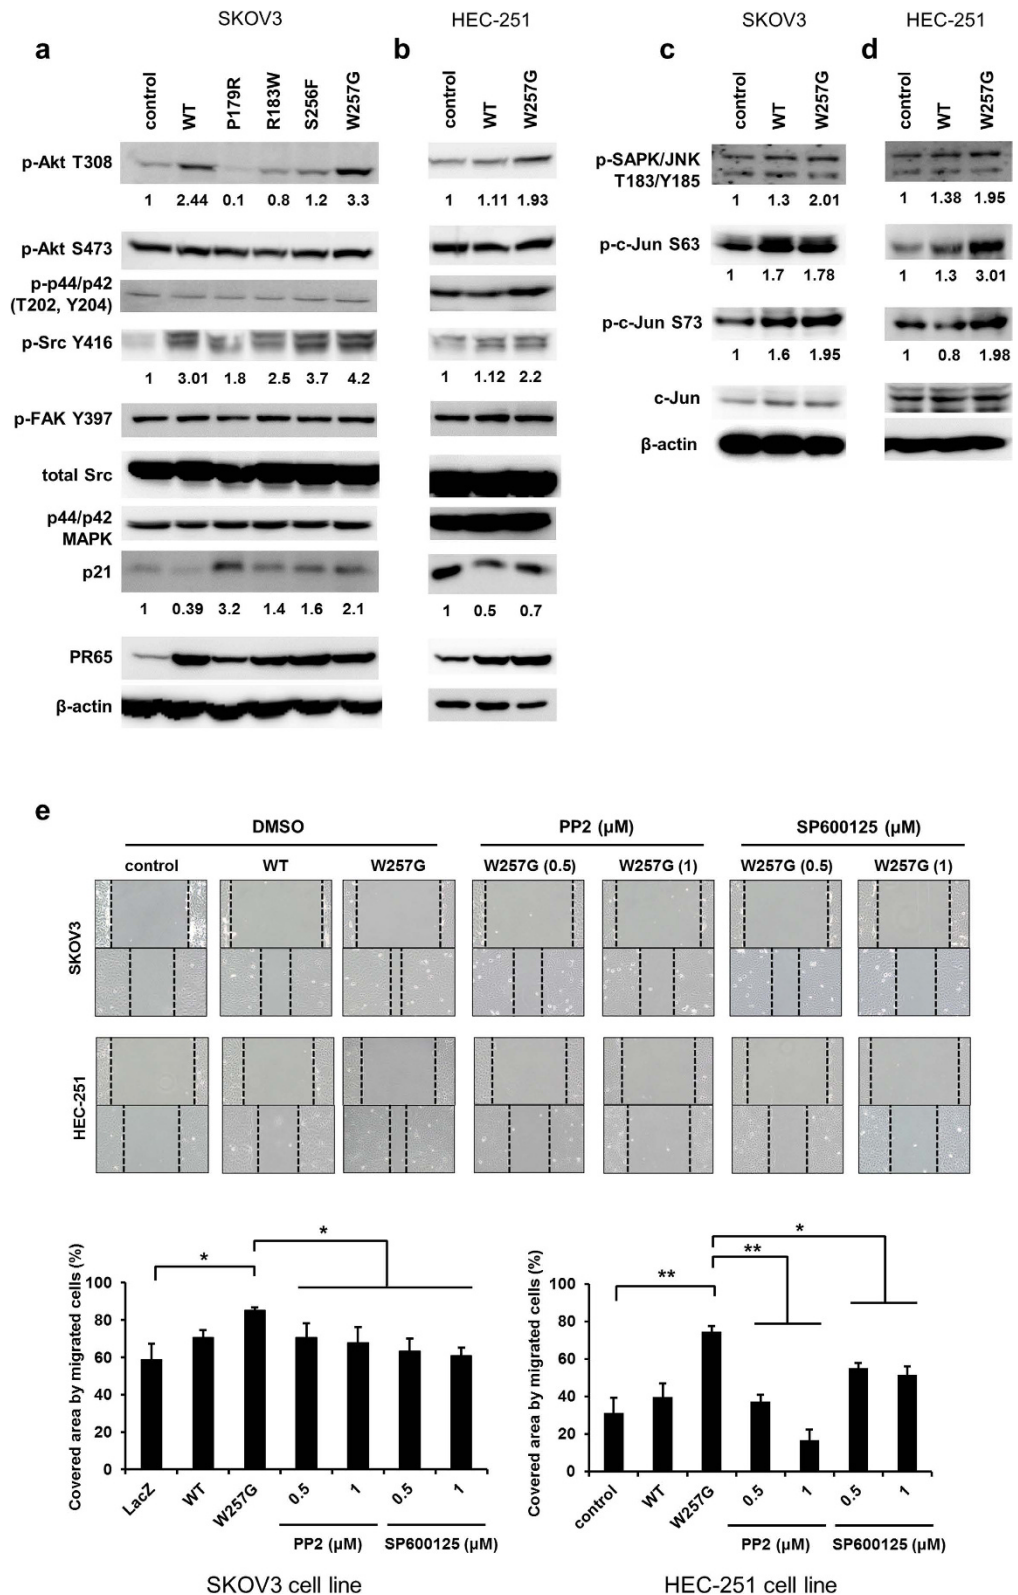 SKOV3
HEC-251
SKOV3
HEC-251
a
b
c
d
control WT P179R R183W S256F W257G
control WT W257G
control WT W257G
control WT W257G
p-Akt T308
1 2.44 0.1 0.8 1.2 3.3
1 1.11 1.93
p-Akt S473
p-p44/p42
(T202, Y204)
p-Src Y416
1 3.01 1.8 2.5 3.7 4.2
1 1.12 2.2
p-FAK Y397
total Src
p44/p42
MAPK
p21
1 0.39 3.2 1.4 1.6 2.1
1 0.5 0.7
PR65
β-actin
p-SAPK/JNK
T183/Y185
1 1.3 2.01
1 1.38 1.95
p-c-Jun S63
1 1.7 1.78
1 1.3 3.01
p-c-Jun S73
1 1.6 1.95
1 0.8 1.98
c-Jun
β-actin
e
DMSO
PP2 (µM)
SP600125 (µM)
control
WT
W257G
W257G (0.5)
W257G (1)
W257G (0.5)
W257G (1)
SKOV3
HEC-251
Covered area by migrated cells (%)
100
80
60
40
20
0
*
*
LacZ
WT
W257G
0.5
1
0.5
1
PP2 (µM)
SP600125 (µM)
SKOV3 cell line
Covered area by migrated cells (%)
100
80
60
40
20
0
**
**
*
control
WT
W257G
0.5
1
0.5
1
PP2 (µM)
SP600125 (µM)
HEC-251 cell line